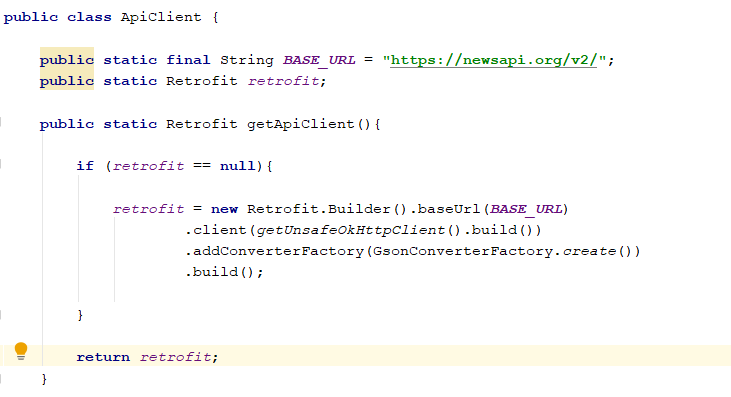 public class ApiClient {
public static final String BASE_URL = "https://newsapi.org/v2/";
public static Retrofit retrofit;
public static Retrofit getApiClient(){
if (retrofit == null){
retrofit = new Retrofit.Builder().baseUrl(BASE_URL)
.client(getUnsafeOkHttpClient().build())
.addConverterFactory(GsonConverterFactory.create())
.build();
}
return retrofit;
}